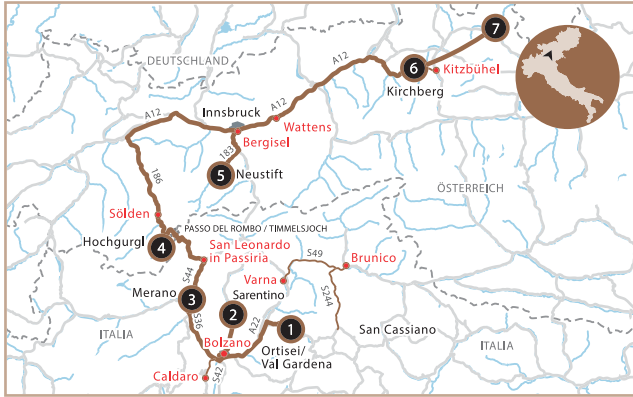 7
DEUTSCHLAND
6
Kitzbühel
Kirchberg
A12
A12
Innsbruck
A12
Wattens
Bergisel
183
5
Neustift
186
ÖSTERREICH
Sölden
PASSO DEL ROMBO / TIMMELSJOCH
Hochgurgl
4
San Leonardo
in Passiria
S49
Brunico
S44
Varna
Merano
3
Sarentino
S244
2
S36
A22
1
San Cassiano
ITALIA
Bolzano
Ortisei/
Val Gardena
ITALIA
Caldaro
S42